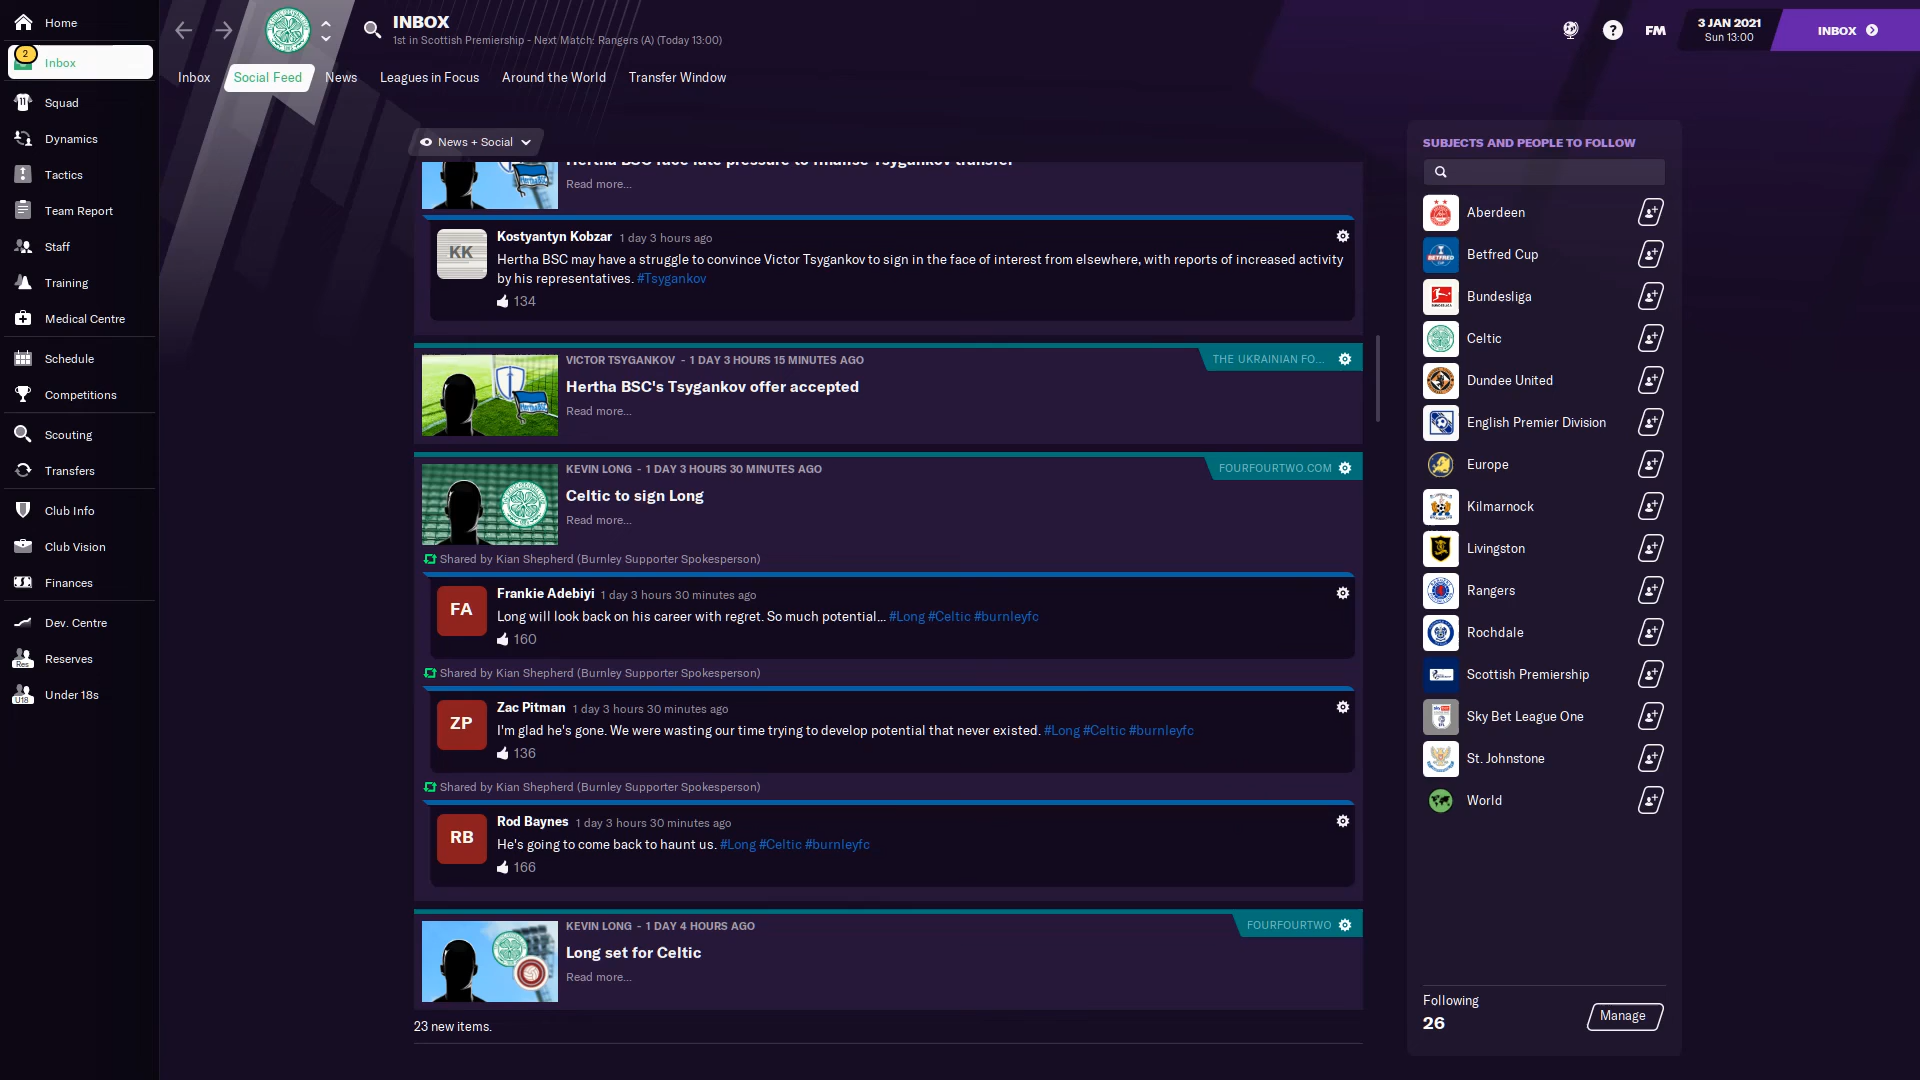 Home
INBOX
1st in Scottish Premiership - Next Match: Rangers (A) (Today 13:00)
FM
3 JAN 2021
Sun 13:00
INBOX
2
Inbox
Inbox
Social Feed
News
Leagues in Focus
Around the World
Transfer Window
Squad
Dynamics
Tactics
Team Report
Staff
Training
Medical Centre
Schedule
Competitions
Scouting
Transfers
Club Info
Club Vision
Finances
Dev. Centre
Res
Reserves
U18
Under 18s
News + Social
Hertha BSC face late pressure to finalise Tsygankov transfer
Read more...
KK
Kostyantyn Kobzar 1 day 3 hours ago
Hertha BSC may have a struggle to convince Victor Tsygankov to sign in the face of interest from elsewhere, with reports of increased activity
by his representatives. #Tsygankov
134
VICTOR TSYGANKOV - 1 DAY 3 HOURS 15 MINUTES AGO
THE UKRAINIAN FO...
Hertha BSC's Tsygankov offer accepted
Read more...
KEVIN LONG - 1 DAY 3 HOURS 30 MINUTES AGO
FOURFOURTWO.COM
Celtic to sign Long
Read more...
Shared by Kian Shepherd (Burnley Supporter Spokesperson)
FA
Frankie Adebiyi 1 day 3 hours 30 minutes ago
Long will look back on his career with regret. So much potential... #Long #Celtic #burnleyfc
160
Shared by Kian Shepherd (Burnley Supporter Spokesperson)
ZP
Zac Pitman 1 day 3 hours 30 minutes ago
I'm glad he's gone. We were wasting our time trying to develop potential that never existed. #Long #Celtic #burnleyfc
136
Shared by Kian Shepherd (Burnley Supporter Spokesperson)
RB
Rod Baynes 1 day 3 hours 30 minutes ago
He's going to come back to haunt us. #Long #Celtic #burnleyfc
166
KEVIN LONG - 1 DAY 4 HOURS AGO
FOURFOURTWO
Long set for Celtic
Read more...
23 new items.
SUBJECTS AND PEOPLE TO FOLLOW
Aberdeen
Betfred Cup
Bundesliga
Celtic
Dundee United
English Premier Division
Europe
Kilmarnock
Livingston
Rangers
Rochdale
Scottish Premiership
Sky Bet League One
St. Johnstone
World
Following
26
Manage